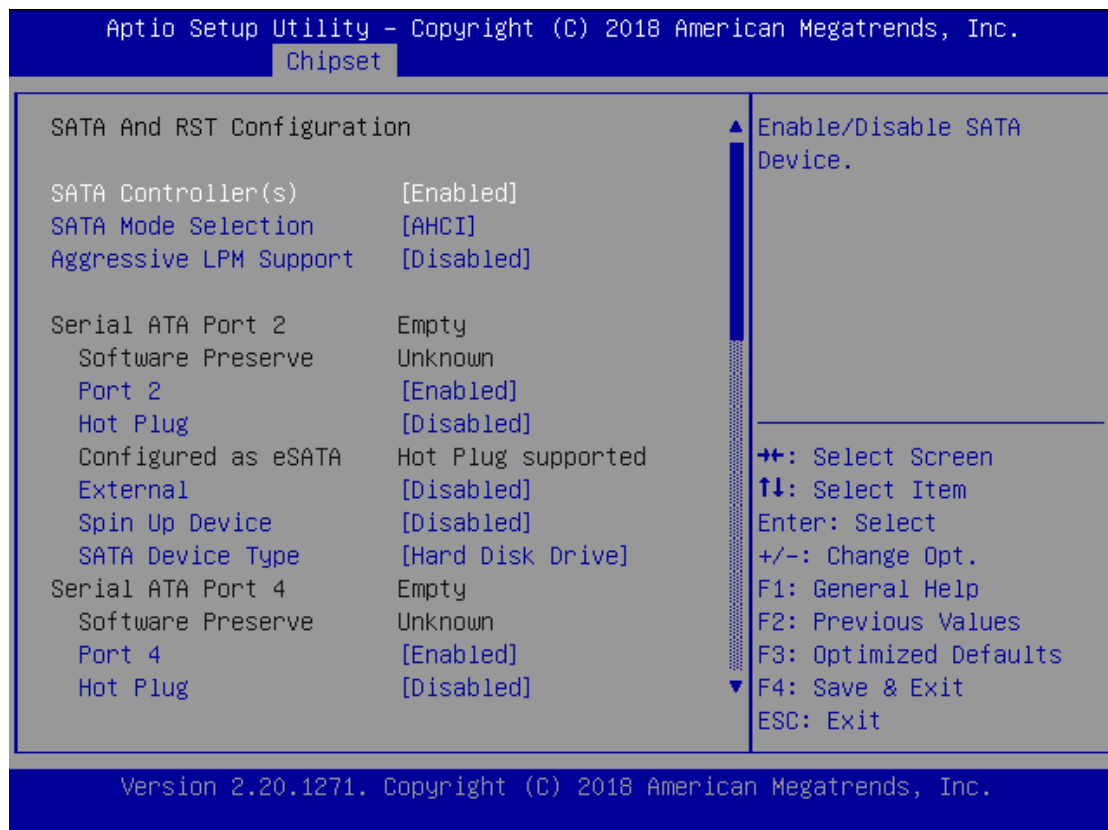 Aptio Setup Utility – Copyright (C) 2018 American Megatrends, Inc.
Chipset
SATA And RST Configuration
SATA Controller(s) [Enabled]
SATA Mode Selection [AHCI]
Aggressive LPM Support [Disabled]
Serial ATA Port 2 Empty
Software Preserve Unknown
Port 2 [Enabled]
Hot Plug [Disabled]
Configured as eSATA Hot Plug supported
External [Disabled]
Spin Up Device [Disabled]
SATA Device Type [Hard Disk Drive]
Serial ATA Port 4 Empty
Software Preserve Unknown
Port 4 [Enabled]
Hot Plug [Disabled]
Enable/Disable SATA
Device.
→←: Select Screen
↑↓: Select Item
Enter: Select
+/-: Change Opt.
F1: General Help
F2: Previous Values
F3: Optimized Defaults
F4: Save & Exit
ESC: Exit
Version 2.20.1271. Copyright (C) 2018 American Megatrends, Inc.